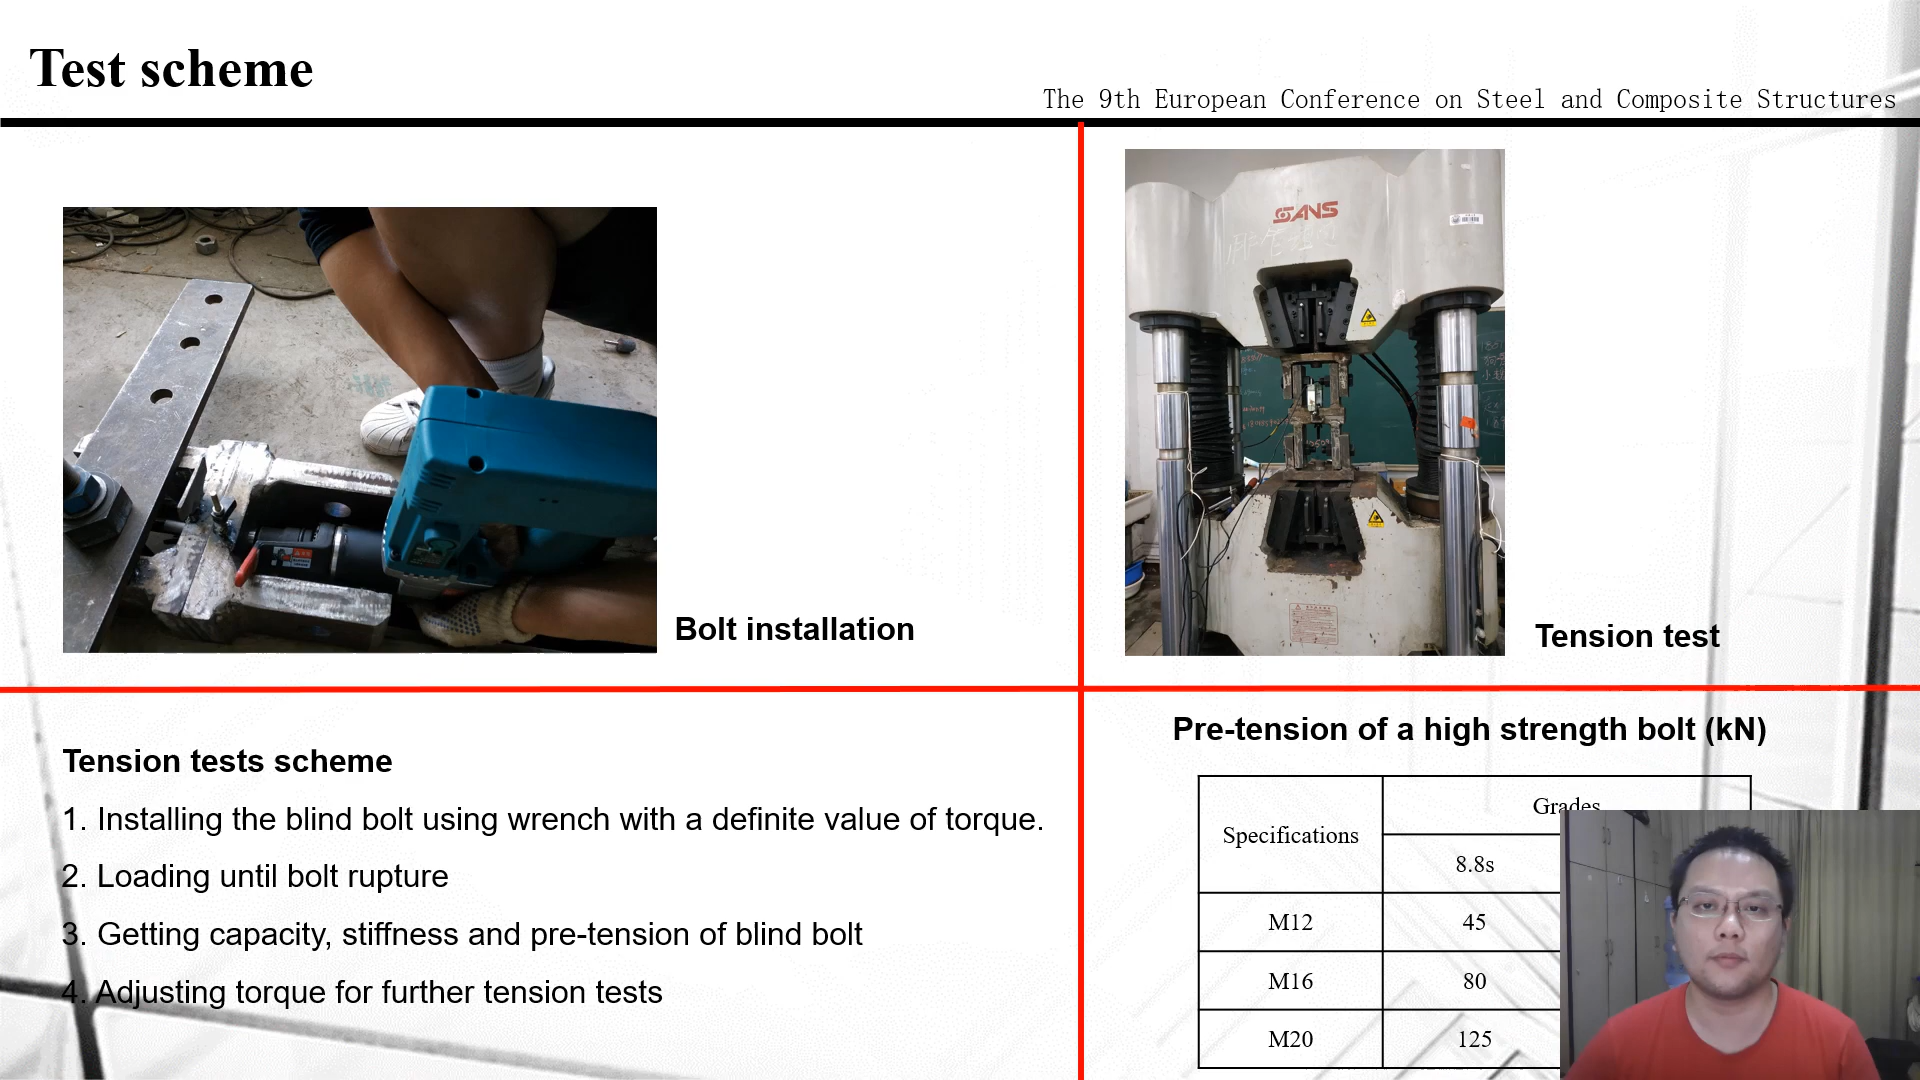 Test scheme
The 9th European Conference on Steel and Composite Structures
SANS
Bolt installation
Tension test
Tension tests scheme
1. Installing the blind bolt using wrench with a definite value of torque.
2. Loading until bolt rupture
3. Getting capacity, stiffness and pre-tension of blind bolt
4. Adjusting torque for further tension tests
Pre-tension of a high strength bolt (kN)
Specifications
Grades
8.8s
M12 45
M16 80
M20 125